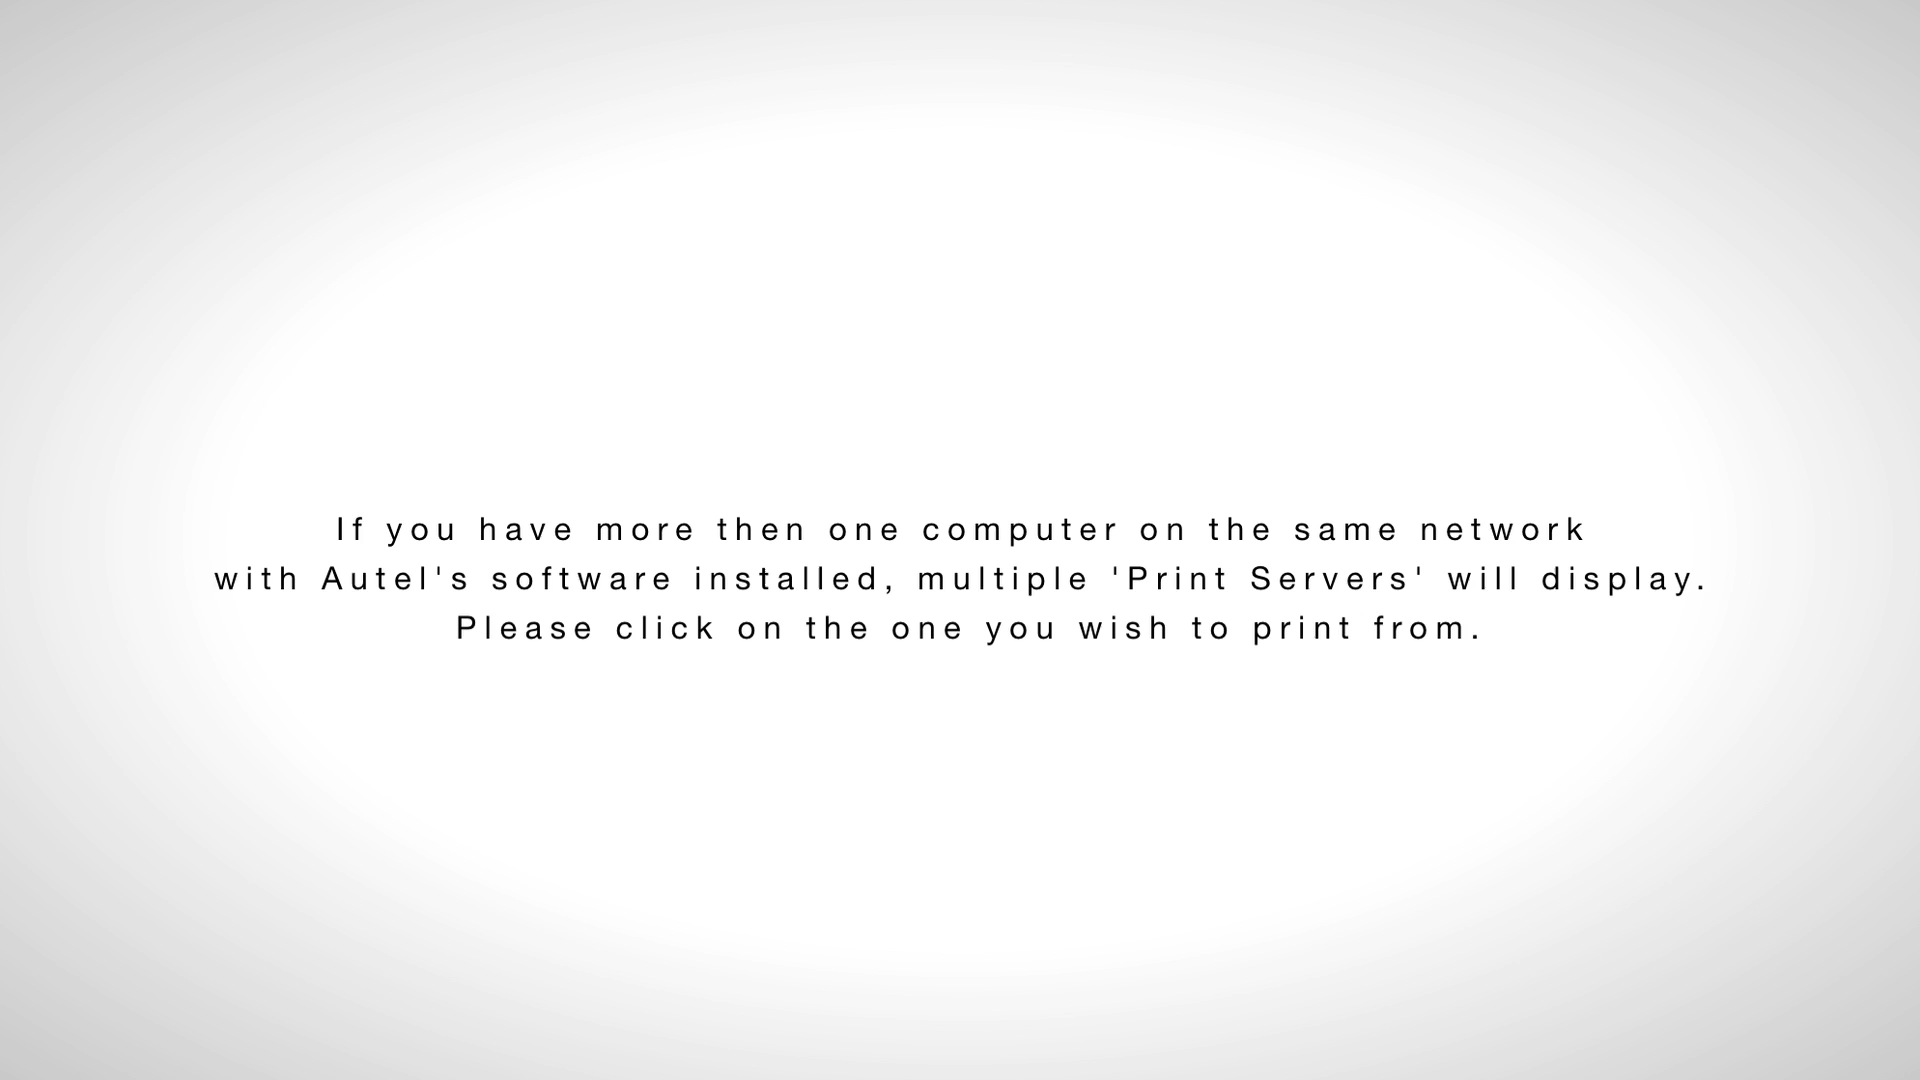 If you have more then one computer on the same network
with Autel's software installed, multiple 'Print Servers' will display.
Please click on the one you wish to print from.